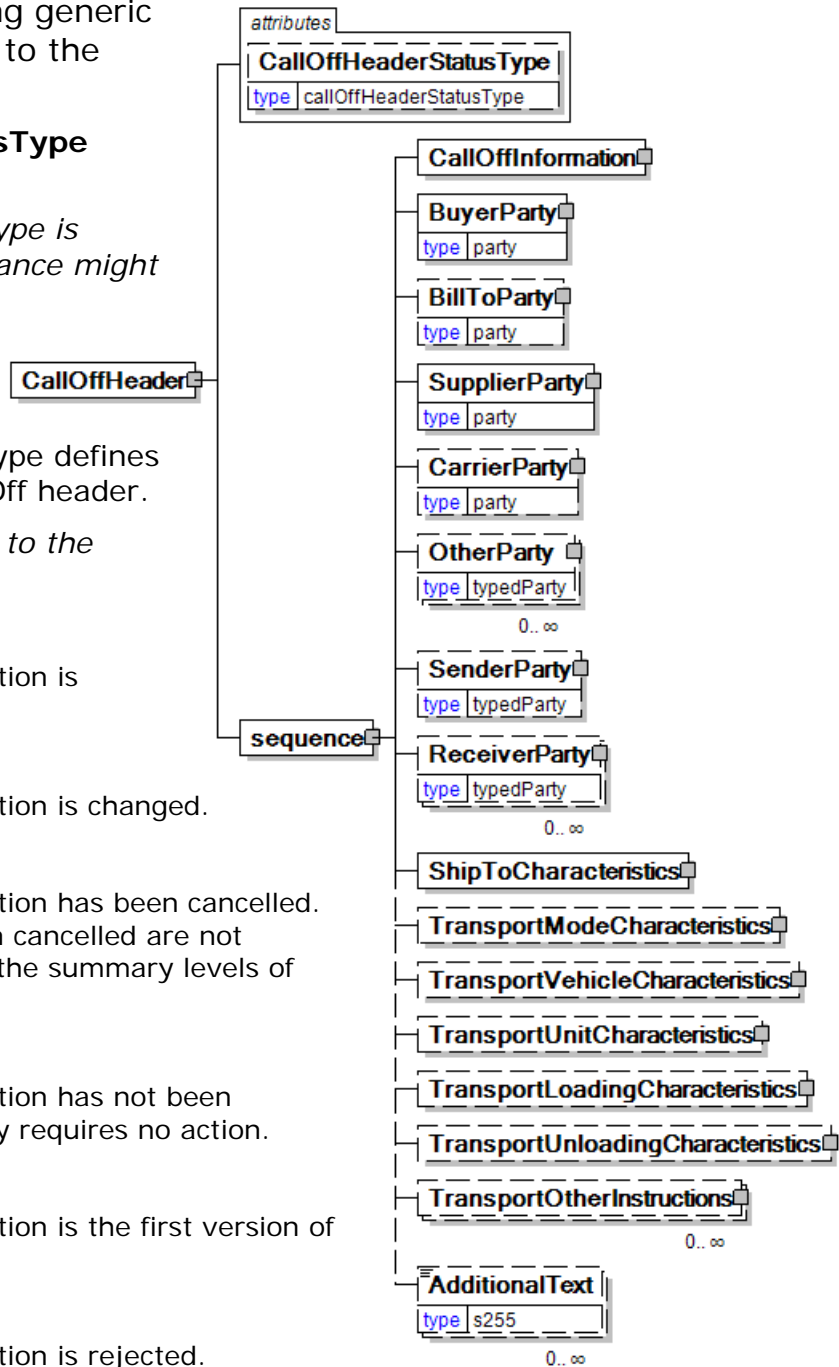 ng generic
to the
sType
ype is
ance might
ype defines
Off header.
to the
tion is
tion is changed.
tion has been cancelled.
n cancelled are not
the summary levels of
tion has not been
y requires no action.
tion is the first version of
tion is rejected.
CallOffHeader
attributes
CallOffHeaderStatusType
type callOffHeaderStatusType
sequence
CallOffInformation
BuyerParty
type party
BillToParty
type party
SupplierParty
type party
CarrierParty
type party
OtherParty
type typedParty
0.. ∞
SenderParty
type typedParty
ReceiverParty
type typedParty
0.. ∞
ShipToCharacteristics
TransportModeCharacteristics
TransportVehicleCharacteristics
TransportUnitCharacteristics
TransportLoadingCharacteristics
TransportUnloadingCharacteristics
TransportOtherInstructions
0.. ∞
AdditionalText
type s255
0.. ∞